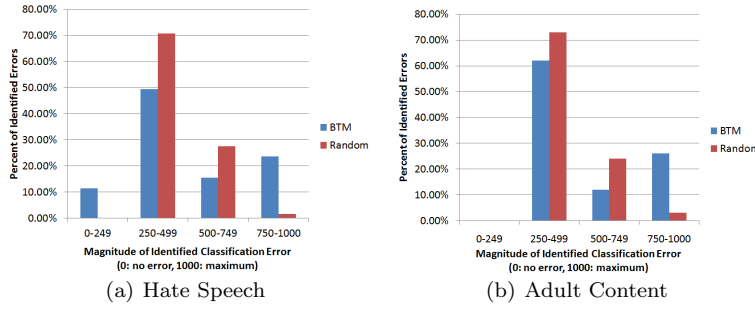 80.00%
70.00%
60.00%
50.00%
40.00%
30.00%
20.00%
10.00%
0.00%
Percent of Identified Errors
0-249 250-499 500-749 750-1000
Magnitude of Identified Classification Error
(0: no error, 1000: maximum)
BTM
Random
(a) Hate Speech
80.00%
70.00%
60.00%
50.00%
40.00%
30.00%
20.00%
10.00%
0.00%
Percent of Identified Errors
0-249 250-499 500-749 750-1000
Magnitude of Identified Classification Error
(0: no error, 1000: maximum)
BTM
Random
(b) Adult Content